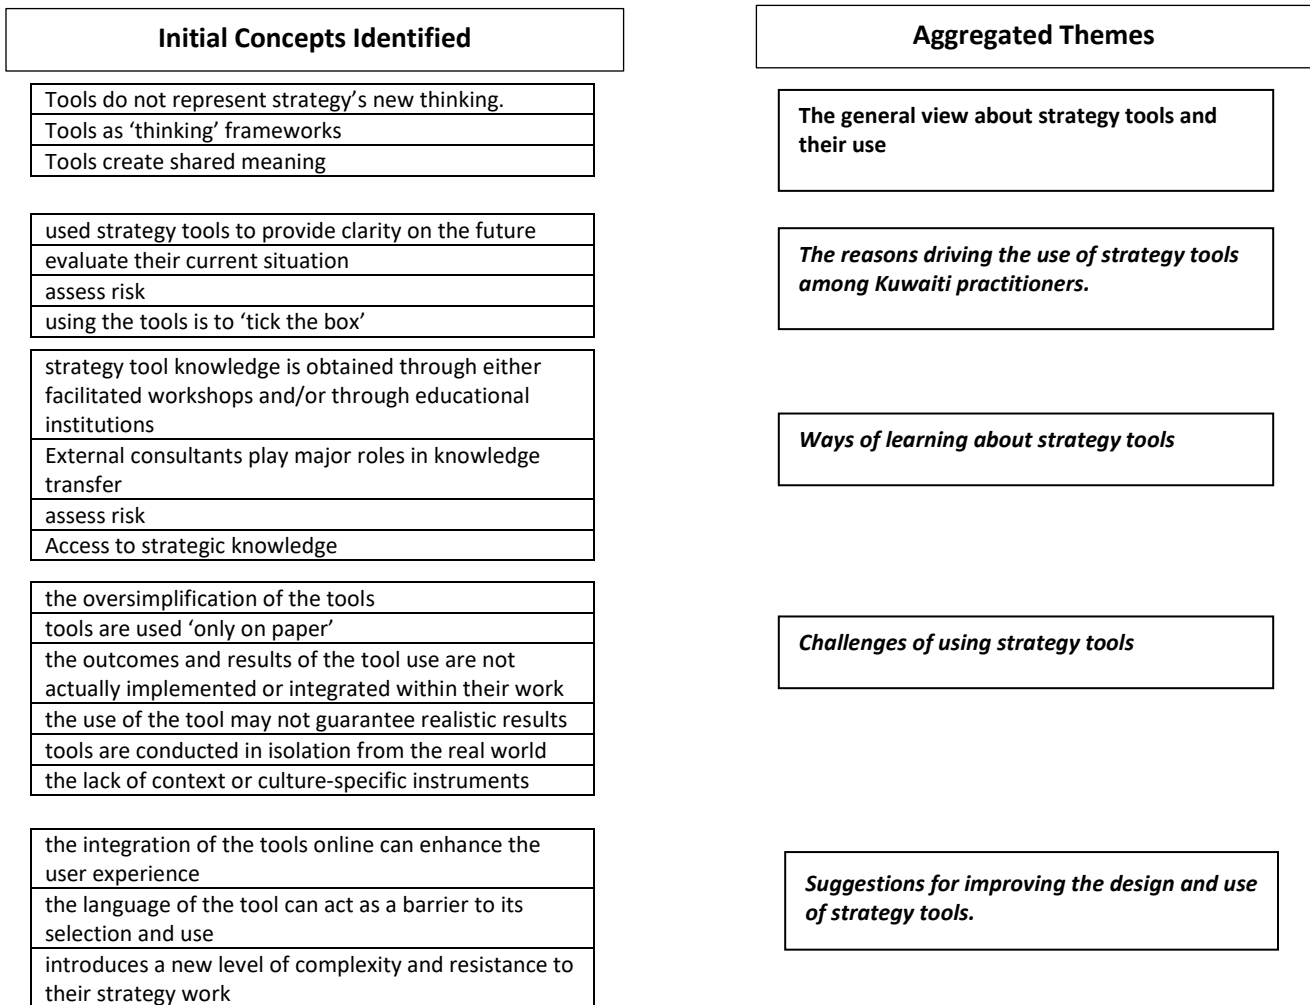 Initial Concepts Identified
Aggregated Themes
Tools do not represent strategy’s new thinking.
Tools as ‘thinking’ frameworks
Tools create shared meaning
The general view about strategy tools and
their use
used strategy tools to provide clarity on the future
evaluate their current situation
assess risk
using the tools is to ‘tick the box’
The reasons driving the use of strategy tools
among Kuwaiti practitioners.
strategy tool knowledge is obtained through either
facilitated workshops and/or through educational
institutions
External consultants play major roles in knowledge
transfer
assess risk
Access to strategic knowledge
Ways of learning about strategy tools
the oversimplification of the tools
tools are used ‘only on paper’
the outcomes and results of the tool use are not
actually implemented or integrated within their work
the use of the tool may not guarantee realistic results
tools are conducted in isolation from the real world
the lack of context or culture-specific instruments
Challenges of using strategy tools
the integration of the tools online can enhance the
user experience
the language of the tool can act as a barrier to its
selection and use
introduces a new level of complexity and resistance to
their strategy work
Suggestions for improving the design and use
of strategy tools.